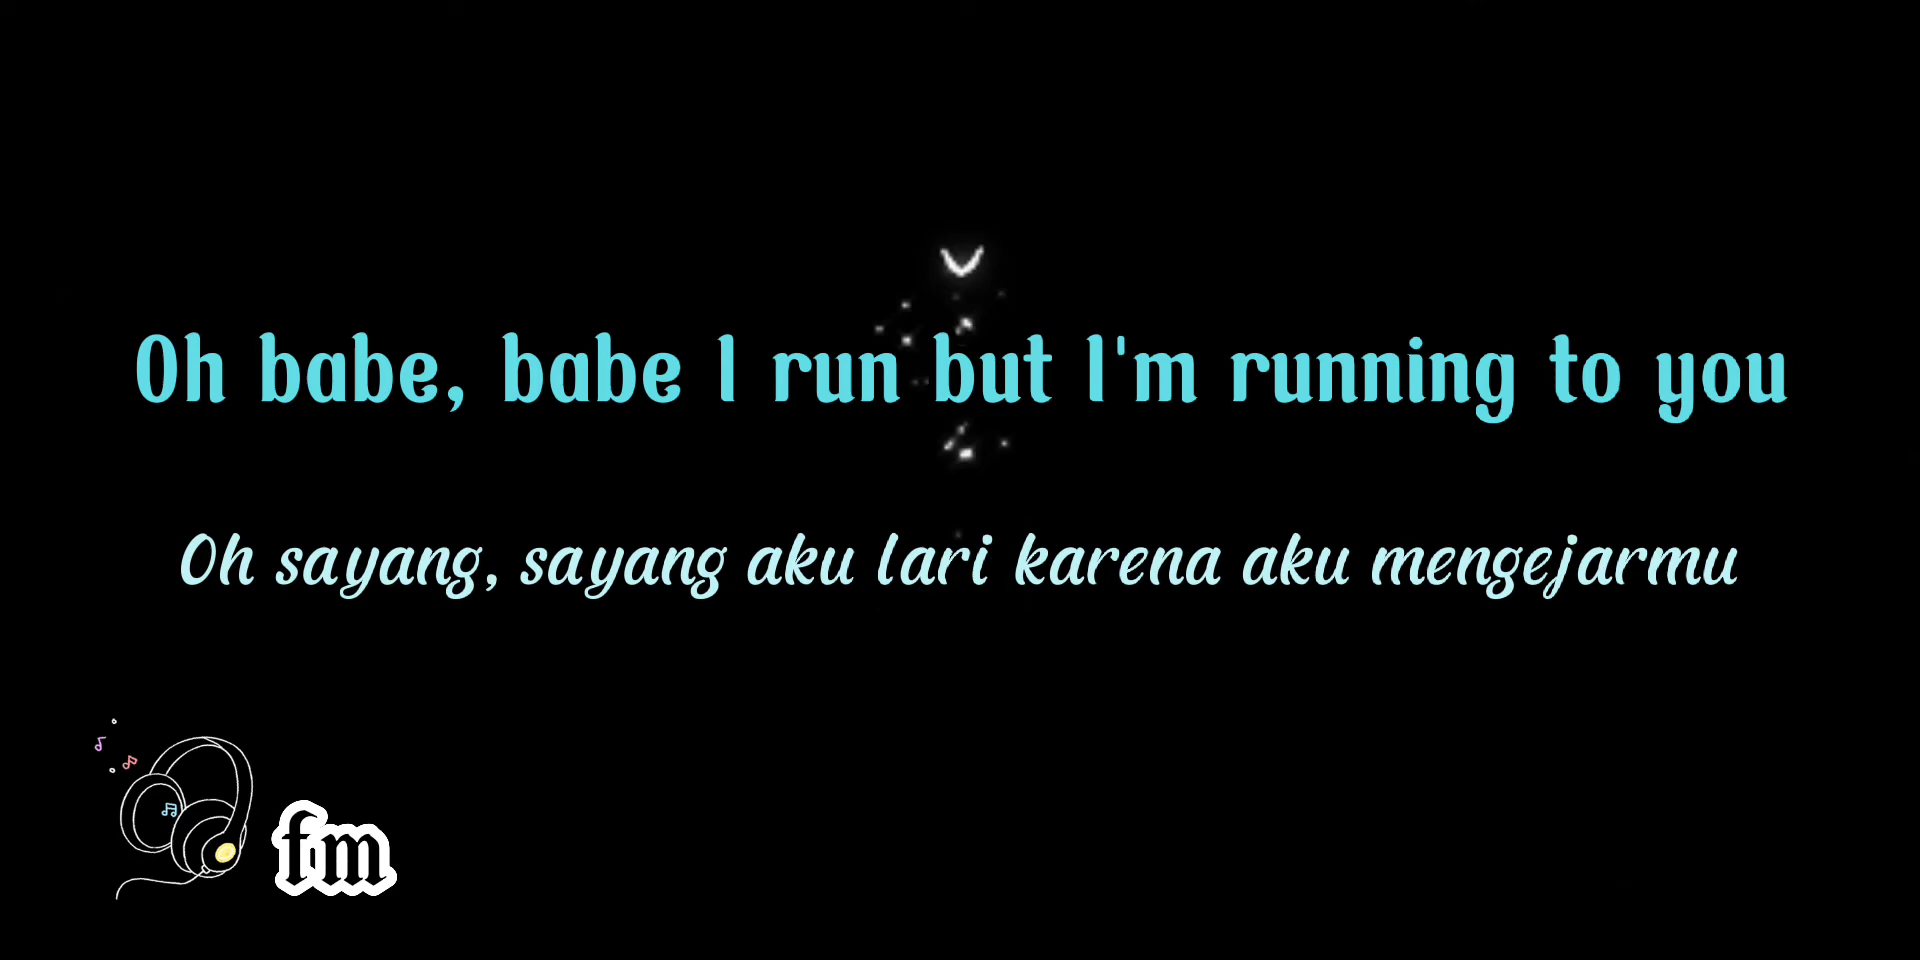 Oh babe, babe I run but I'm running to you
Oh sayang, sayang aku lari karena aku mengejarmu
fm